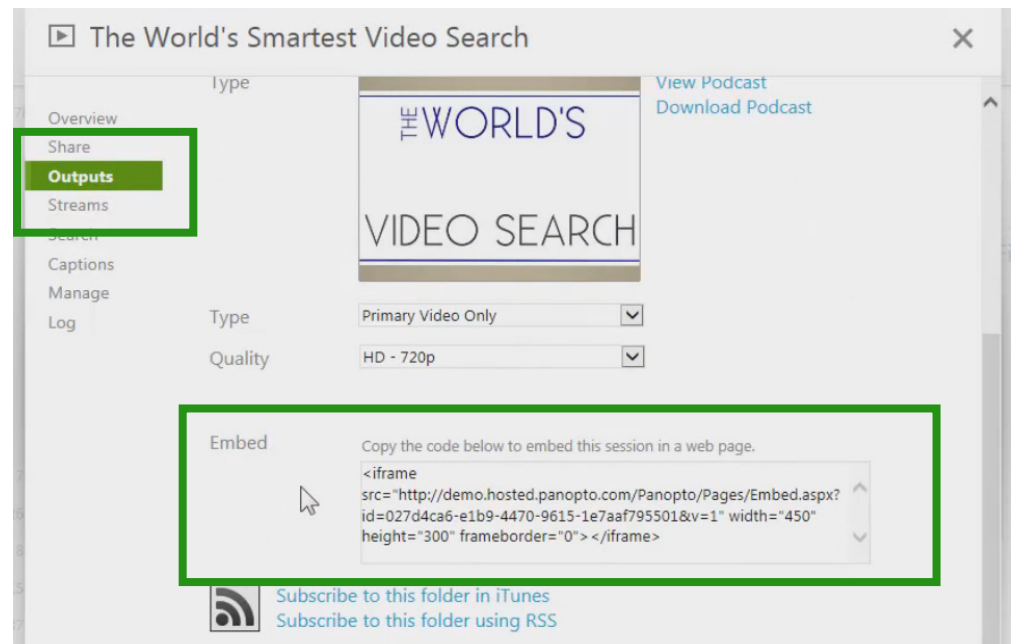 The World's Smartest Video Search
Type
View Podcast
Download Podcast
THE WORLD'S
VIDEO SEARCH
Overview
Share
Outputs
Streams
Search
Captions
Manage
Log
Type
Primary Video Only
Quality
HD - 720p
Embed
Copy the code below to embed this session in a web page.
<iframe
src="http://demo.hosted.panopto.com/Panopto/Pages/Embed.aspx?
id=027d4ca6-e1b9-4470-9615-1e7aaf795501&v=1" width="450"
height="300" frameborder="0"></iframe>
Subscribe to this folder in iTunes
Subscribe to this folder using RSS